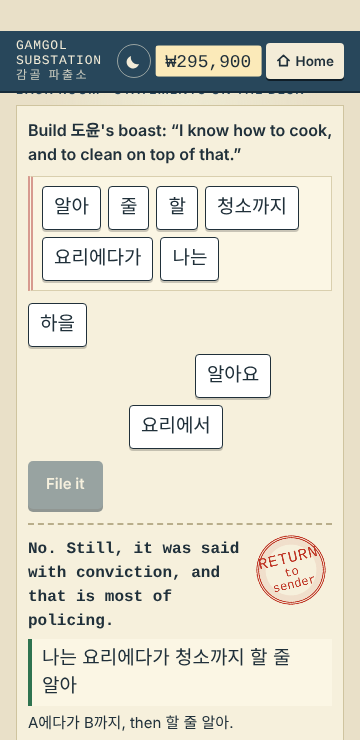 GAMGOL
SUBSTATION
감골 파출소
₩295,900
Home
Build 도윤's boast: “I know how to cook,
and to clean on top of that.”
알아 줄 할 청소까지
요리에다가 나는
하을
알아요
요리에서
File it
No. Still, it was said
with conviction, and
that is most of
policing.
RETURN
to
sender
나는 요리에다가 청소까지 할 줄
알아
A에다가 B까지, then 할 줄 알아.